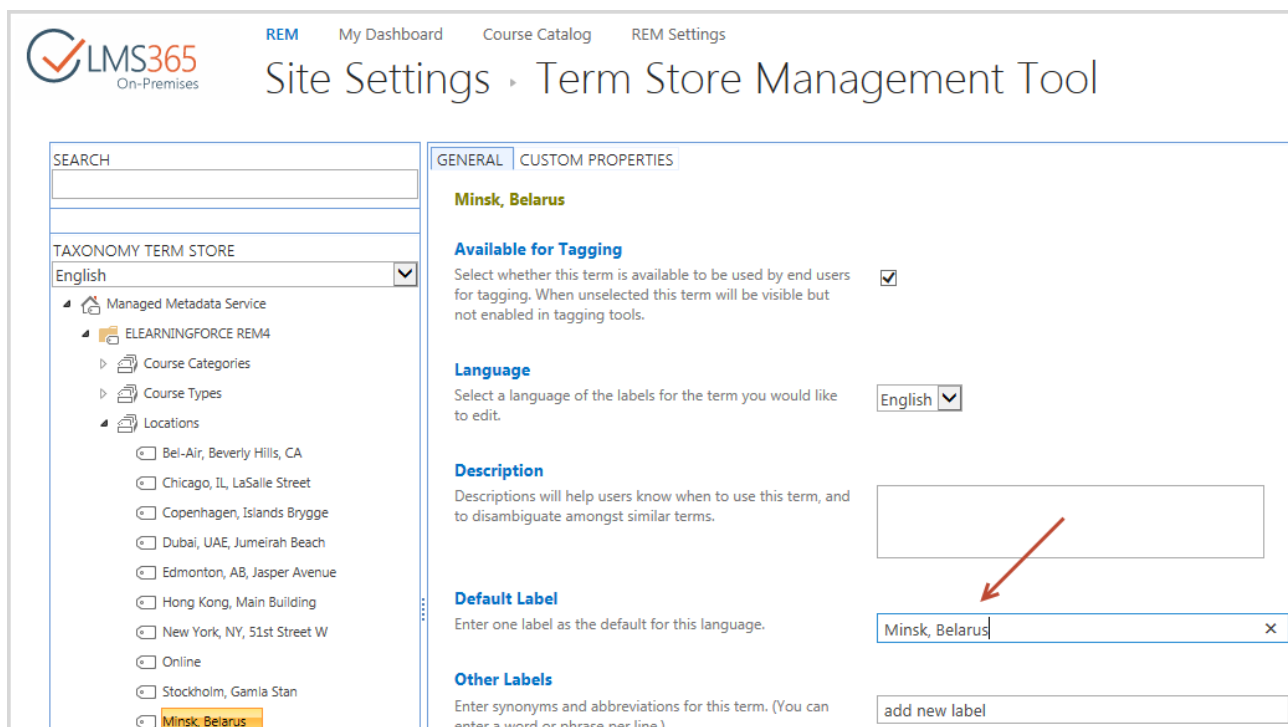 LMS365
On-Premises
REM My Dashboard Course Catalog REM Settings
Site Settings ▸ Term Store Management Tool
SEARCH
TAXONOMY TERM STORE
English
Managed Metadata Service
ELEARNINGFORCE REM4
Course Categories
Course Types
Locations
Bel-Air, Beverly Hills, CA
Chicago, IL, LaSalle Street
Copenhagen, Islands Brygge
Dubai, UAE, Jumeirah Beach
Edmonton, AB, Jasper Avenue
Hong Kong, Main Building
New York, NY, 51st Street W
Online
Stockholm, Gamla Stan
Minsk, Belarus
GENERAL CUSTOM PROPERTIES
Minsk, Belarus
Available for Tagging
Select whether this term is available to be used by end users
for tagging. When unselected this term will be visible but
not enabled in tagging tools.
Language
Select a language of the labels for the term you would like
to edit.
English
Description
Descriptions will help users know when to use this term, and
to disambiguate amongst similar terms.
Default Label
Enter one label as the default for this language.
Minsk, Belarus
Other Labels
Enter synonyms and abbreviations for this term. (You can
enter a word or phrase per line.)
add new label